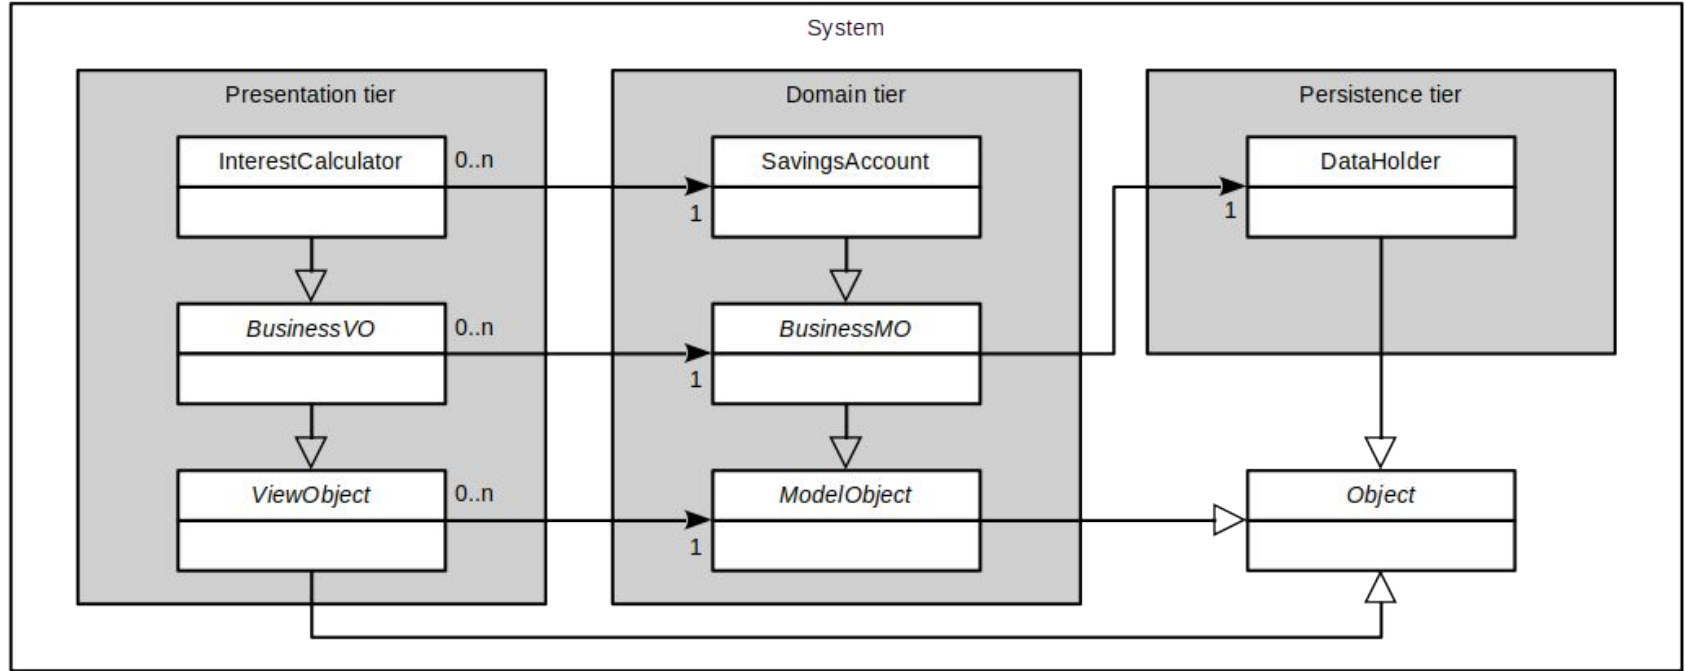 System
Presentation tier
Domain tier
Persistence tier
InterestCalculator
0..n
1
SavingsAccount
1
DataHolder
BusinessVO
0..n
1
BusinessMO
ViewObject
0..n
1
ModelObject
Object